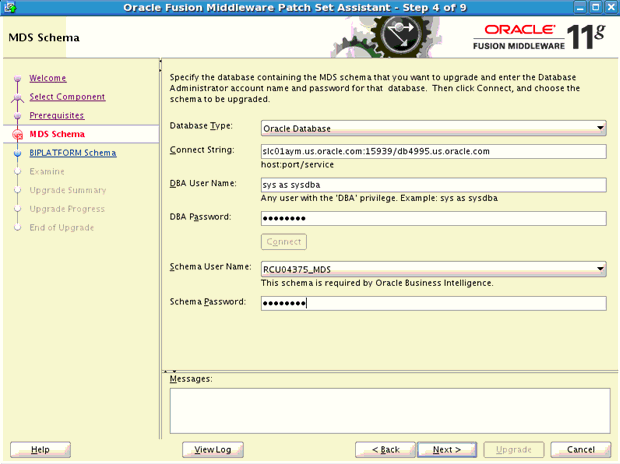 Oracle Fusion Middleware Patch Set Assistant - Step 4 of 9
MDS Schema
ORACLE
FUSION MIDDLEWARE 11g
Welcome
Select Component
Prerequisites
MDS Schema
BIPLATFORM Schema
Examine
Upgrade Summary
Upgrade Progress
End of Upgrade
Specify the database containing the MDS schema that you want to upgrade and enter the Database
Administrator account name and password for that database. Then click Connect, and choose the
schema to be upgraded.
Database Type: Oracle Database
Connect String: slc01aym.us.oracle.com:15939/db4995.us.oracle.com
host:port/service
DBA User Name: sys as sysdba
Any user with the 'DBA' privilege. Example: sys as sysdba
DBA Password: ●●●●●●●●
Connect
Schema User Name: RCU04375_MDS
This schema is required by Oracle Business Intelligence.
Schema Password: ●●●●●●●●
Messages:
Help View Log < Back Next > Upgrade Cancel